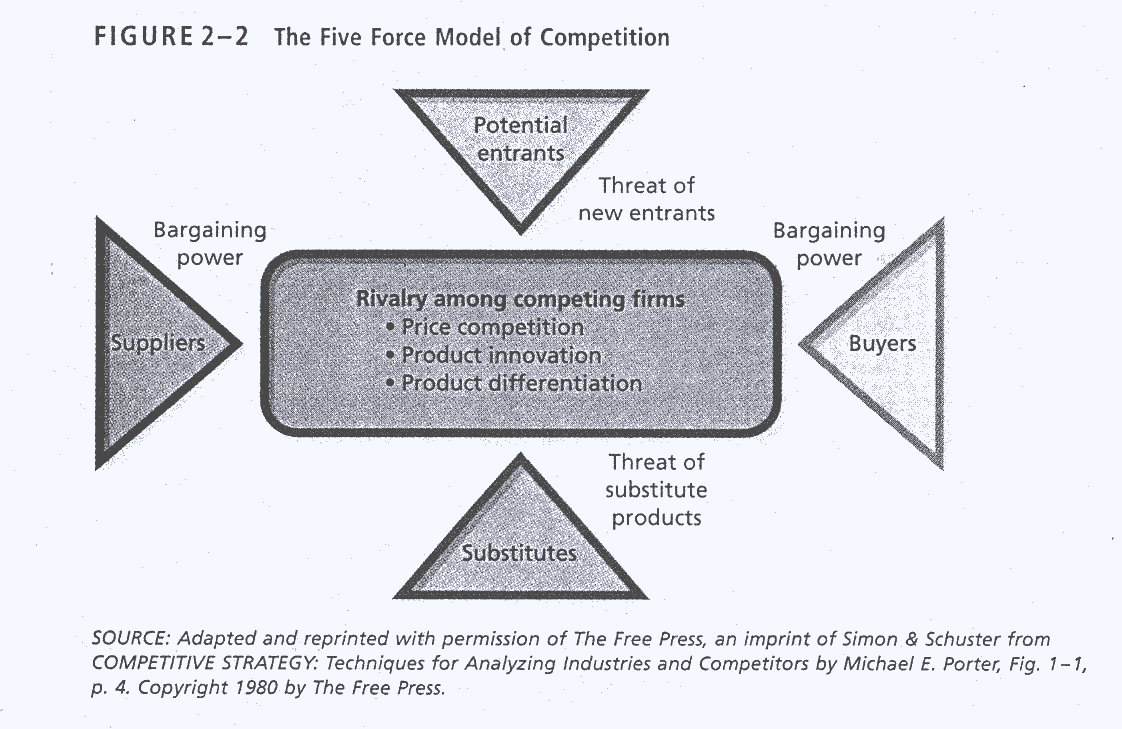 FIGURE 2–2 The Five Force Model of Competition
Potential
entrants
Threat of
new entrants
Bargaining
power
Suppliers
Rivalry among competing firms
• Price competition
• Product innovation
• Product differentiation
Bargaining
power
Buyers
Threat of
substitute
products
Substitutes
SOURCE: Adapted and reprinted with permission of The Free Press, an imprint of Simon & Schuster from
COMPETITIVE STRATEGY: Techniques for Analyzing Industries and Competitors by Michael E. Porter, Fig. 1–1,
p. 4. Copyright 1980 by The Free Press.